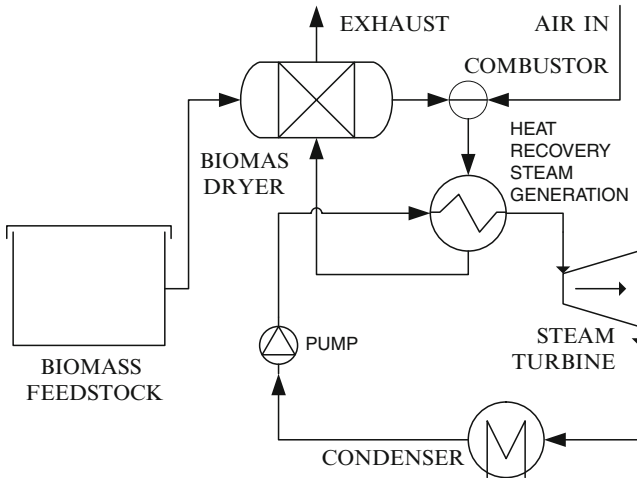 EXHAUST
AIR IN
COMBUSTOR
HEAT
RECOVERY
STEAM
GENERATION
BIOMAS
DRYER
BIOMASS
FEEDSTOCK
PUMP
STEAM
TURBINE
CONDENSER